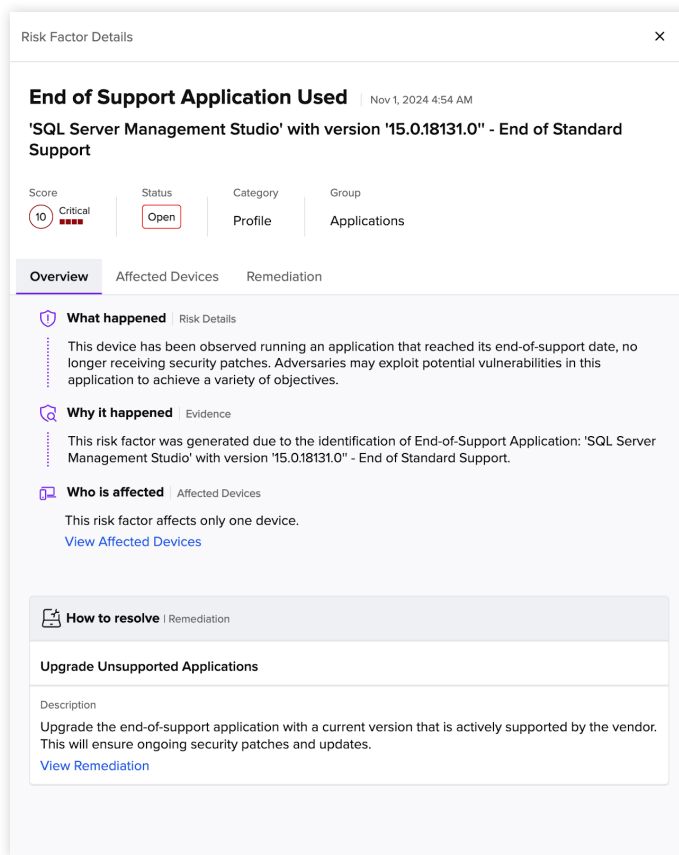 Risk Factor Details
End of Support Application Used | Nov 1, 2024 4:54 AM
'SQL Server Management Studio' with version '15.0.18131.0'' - End of Standard
Support
Score
10 Critical
Status
Open
Category
Profile
Group
Applications
Overview Affected Devices Remediation
What happened | Risk Details
This device has been observed running an application that reached its end-of-support date, no
longer receiving security patches. Adversaries may exploit potential vulnerabilities in this
application to achieve a variety of objectives.
Why it happened | Evidence
This risk factor was generated due to the identification of End-of-Support Application: 'SQL Server
Management Studio' with version '15.0.18131.0'' - End of Standard Support.
Who is affected | Affected Devices
This risk factor affects only one device.
View Affected Devices
How to resolve | Remediation
Upgrade Unsupported Applications
Description
Upgrade the end-of-support application with a current version that is actively supported by the vendor.
This will ensure ongoing security patches and updates.
View Remediation